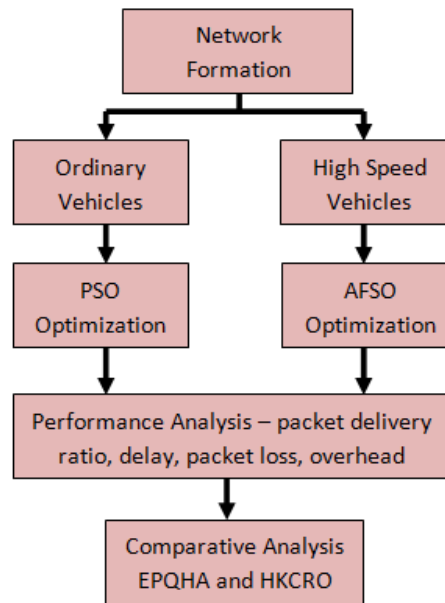 Network
Formation
Ordinary
Vehicles
High Speed
Vehicles
PSO
Optimization
AFSO
Optimization
Performance Analysis – packet delivery
ratio, delay, packet loss, overhead
Comparative Analysis
EPQHA and HKCRO